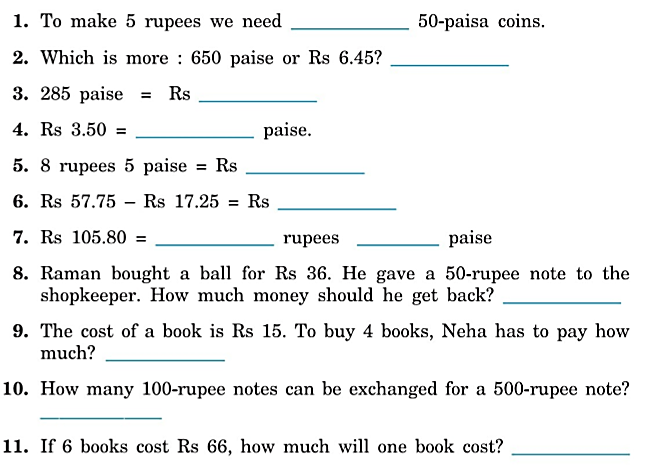 1. To make 5 rupees we need ____________ 50-paisa coins.
2. Which is more : 650 paise or Rs 6.45? ____________
3. 285 paise = Rs ____________
4. Rs 3.50 = ____________ paise.
5. 8 rupees 5 paise = Rs ____________
6. Rs 57.75 – Rs 17.25 = Rs ____________
7. Rs 105.80 = ____________ rupees ________ paise
8. Raman bought a ball for Rs 36. He gave a 50-rupee note to the
shopkeeper. How much money should he get back? ____________
9. The cost of a book is Rs 15. To buy 4 books, Neha has to pay how
much? ____________
10. How many 100-rupee notes can be exchanged for a 500-rupee note?
____________
11. If 6 books cost Rs 66, how much will one book cost? ____________